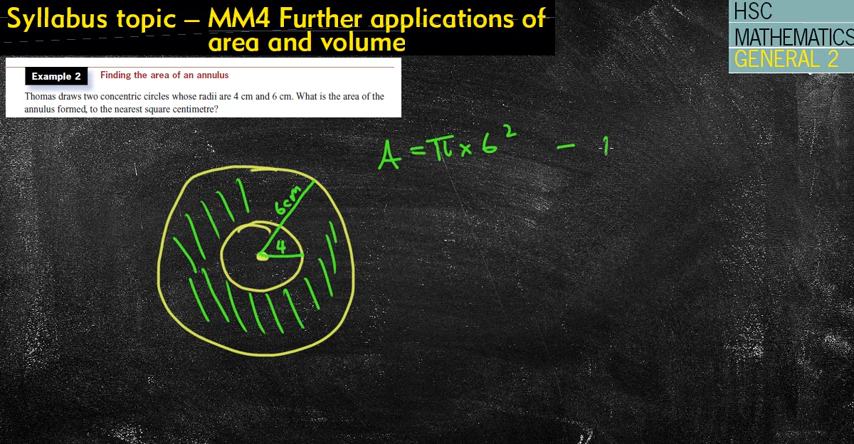 Syllabus topic – MM4 Further applications of
area and volume
HSC
MATHEMATICS
GENERAL 2
Example 2 Finding the area of an annulus
Thomas draws two concentric circles whose radii are 4 cm and 6 cm. What is the area of the
annulus formed, to the nearest square centimetre?
A = π × 6² –
6cm
4